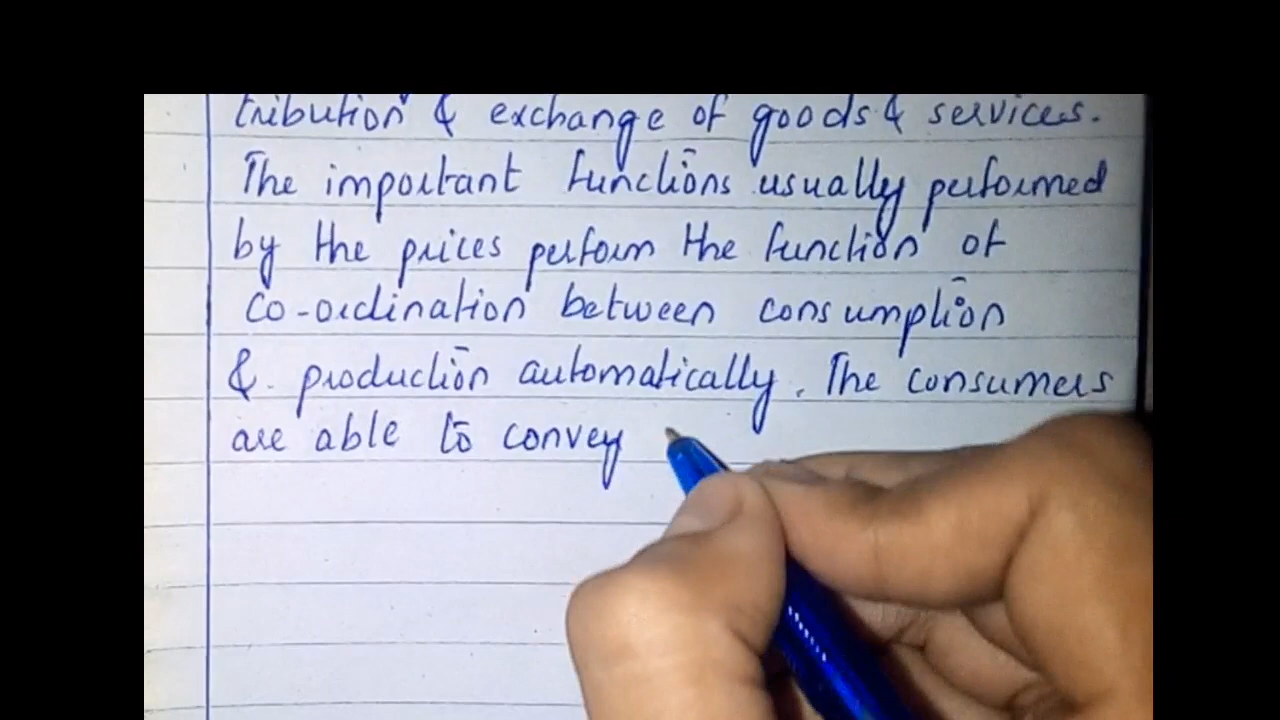 tribution & exchange of goods & services.
The important functions usually performed
by the prices perform the function of
Co-ordination between consumption
& production automatically. The consumers
are able to convey